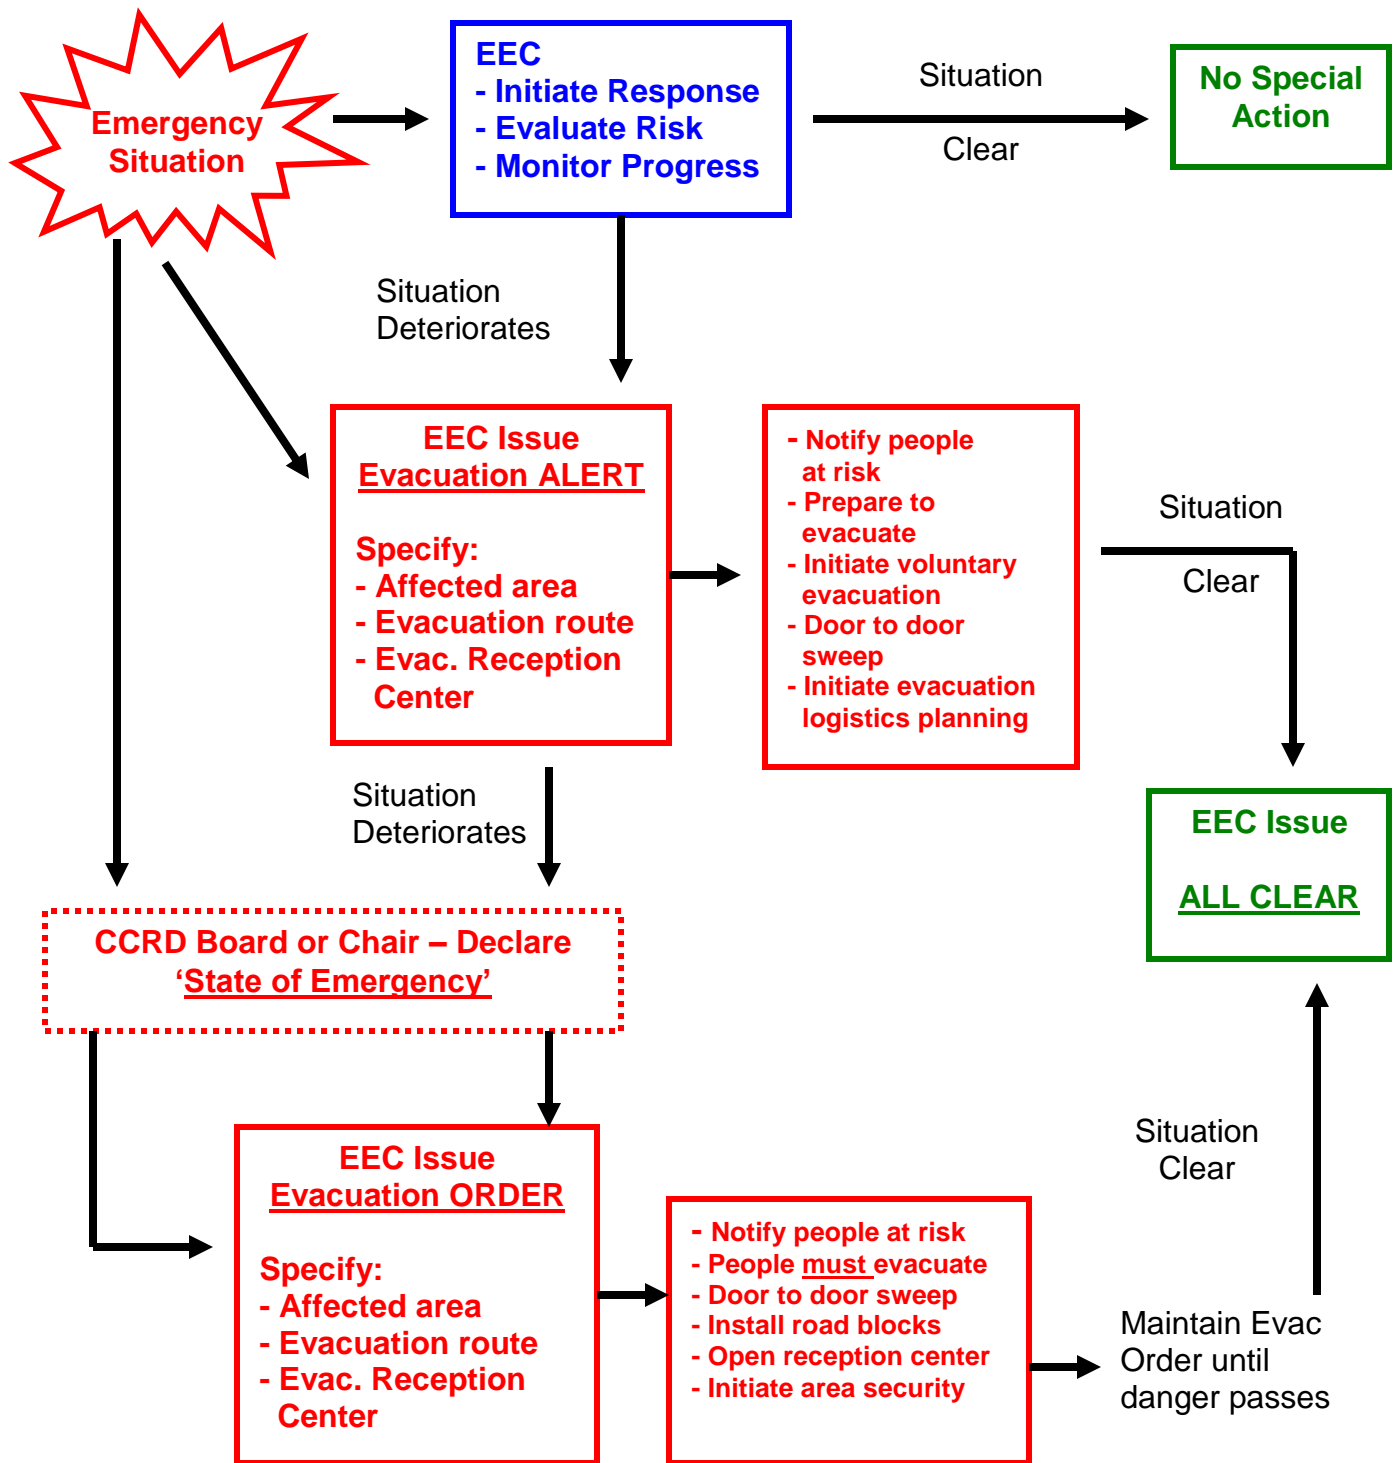 Emergency
Situation
EEC
- Initiate Response
- Evaluate Risk
- Monitor Progress
Situation
Clear
No Special
Action
Situation
Deteriorates
EEC Issue
Evacuation ALERT
Specify:
- Affected area
- Evacuation route
- Evac. Reception
Center
- Notify people
at risk
- Prepare to
evacuate
- Initiate voluntary
evacuation
- Door to door
sweep
- Initiate evacuation
logistics planning
Situation
Clear
Situation
Deteriorates
EEC Issue
ALL CLEAR
CCRD Board or Chair – Declare
‘State of Emergency’
EEC Issue
Evacuation ORDER
Specify:
- Affected area
- Evacuation route
- Evac. Reception
Center
- Notify people at risk
- People must evacuate
- Door to door sweep
- Install road blocks
- Open reception center
- Initiate area security
Maintain Evac
Order until
danger passes
Situation
Clear